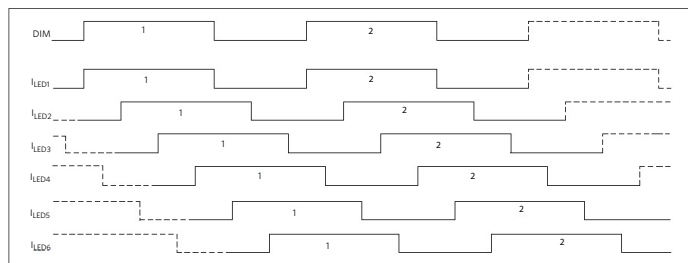 DIM 1 2
ILED1 1 2
ILED2 1 2
ILED3 1 2
ILED4 1 2
ILED5 1 2
ILED6 1 2